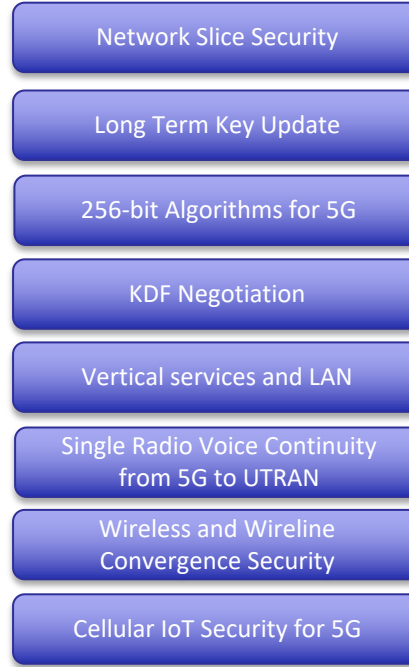 Network Slice Security
Long Term Key Update
256-bit Algorithms for 5G
KDF Negotiation
Vertical services and LAN
Single Radio Voice Continuity
from 5G to UTRAN
Wireless and Wireline
Convergence Security
Cellular IoT Security for 5G